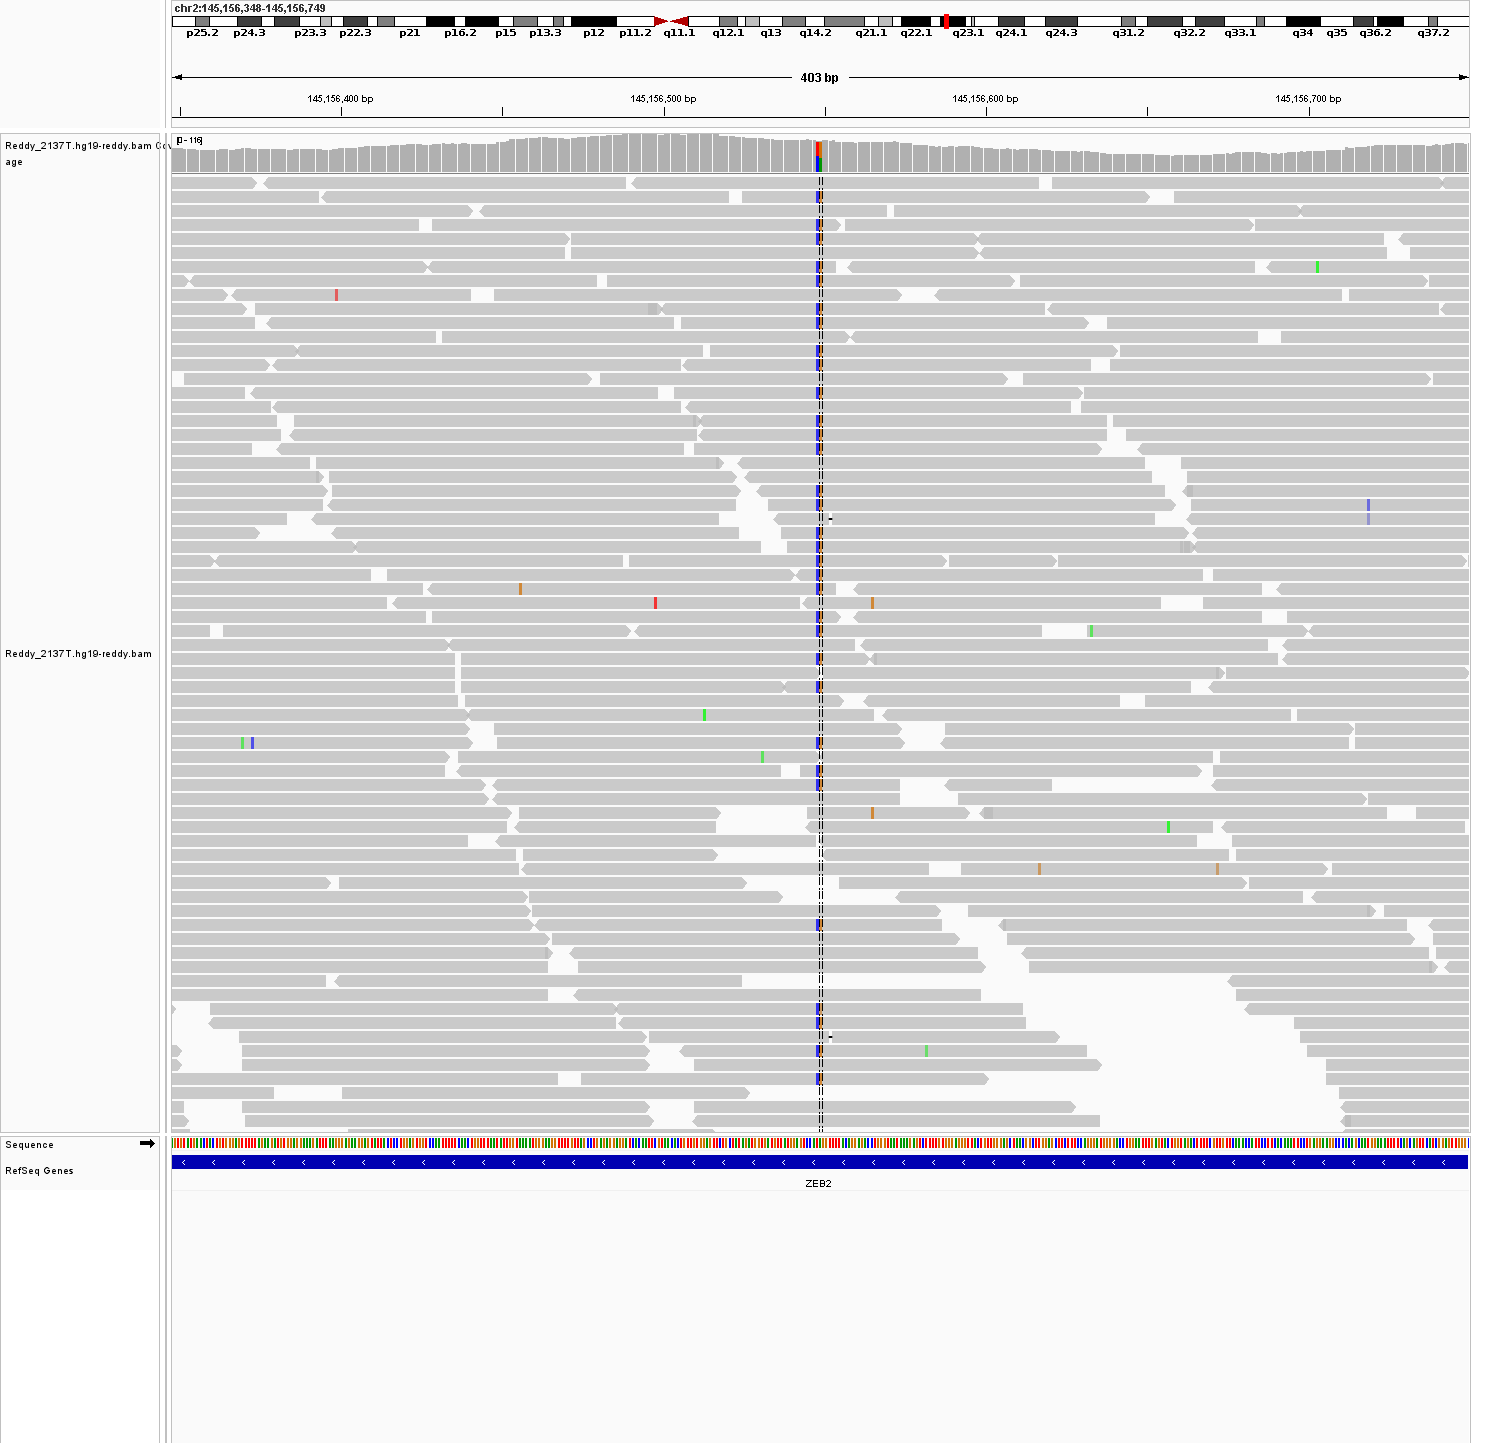 chr2:145,156,348-145,156,749
p25.2 p24.3 p23.3 p22.3 p21 p16.2 p15 p13.3 p12 p11.2 q11.1 q12.1 q13 q14.2 q21.1 q22.1 q23.1 q24.1 q24.3 q31.2 q32.2 q33.1 q34 q35 q36.2 q37.2
403 bp
145,156,400 bp 145,156,500 bp 145,156,600 bp 145,156,700 bp
[0 - 116]
Reddy_2137T.hg19-reddy.bam Cov
age
Reddy_2137T.hg19-reddy.bam
Sequence
RefSeq Genes
ZEB2